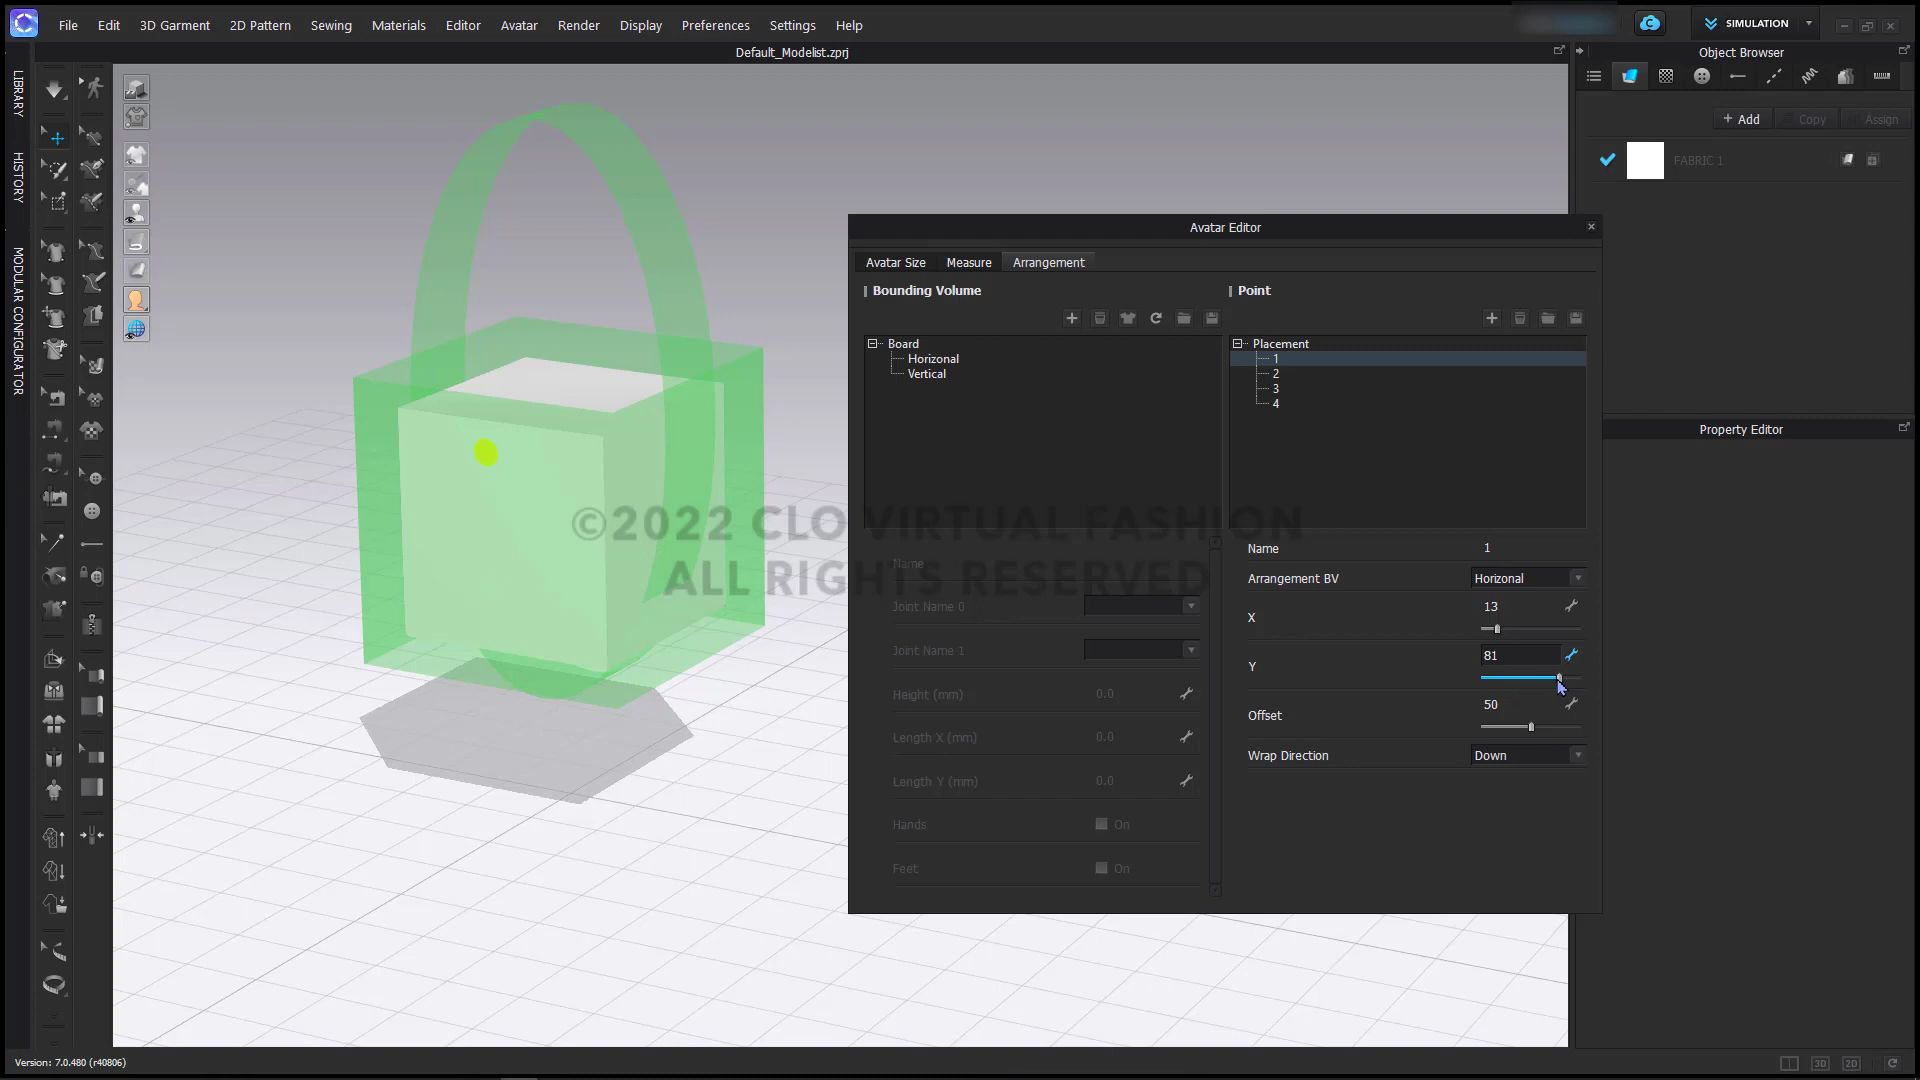 File Edit 3D Garment 2D Pattern Sewing Materials Editor Avatar Render Display Preferences Settings Help
SIMULATION
Default_Modelist.zprj
Object Browser
LIBRARY
HISTORY
MODULAR CONFIGURATOR
+ Add Copy Assign
FABRIC 1
Avatar Editor
Avatar Size Measure Arrangement
Bounding Volume
Point
Board
Horizonal
Vertical
Placement
1
2
3
4
Property Editor
©2022 CLO VIRTUAL FASHION
ALL RIGHTS RESERVED
Name
Joint Name 0
Joint Name 1
Height (mm) 0.0
Length X (mm) 0.0
Length Y (mm) 0.0
Hands On
Feet On
Name 1
Arrangement BV Horizonal
X 13
Y 81
Offset 50
Wrap Direction Down
Version: 7.0.480 (r40806)
3D 2D